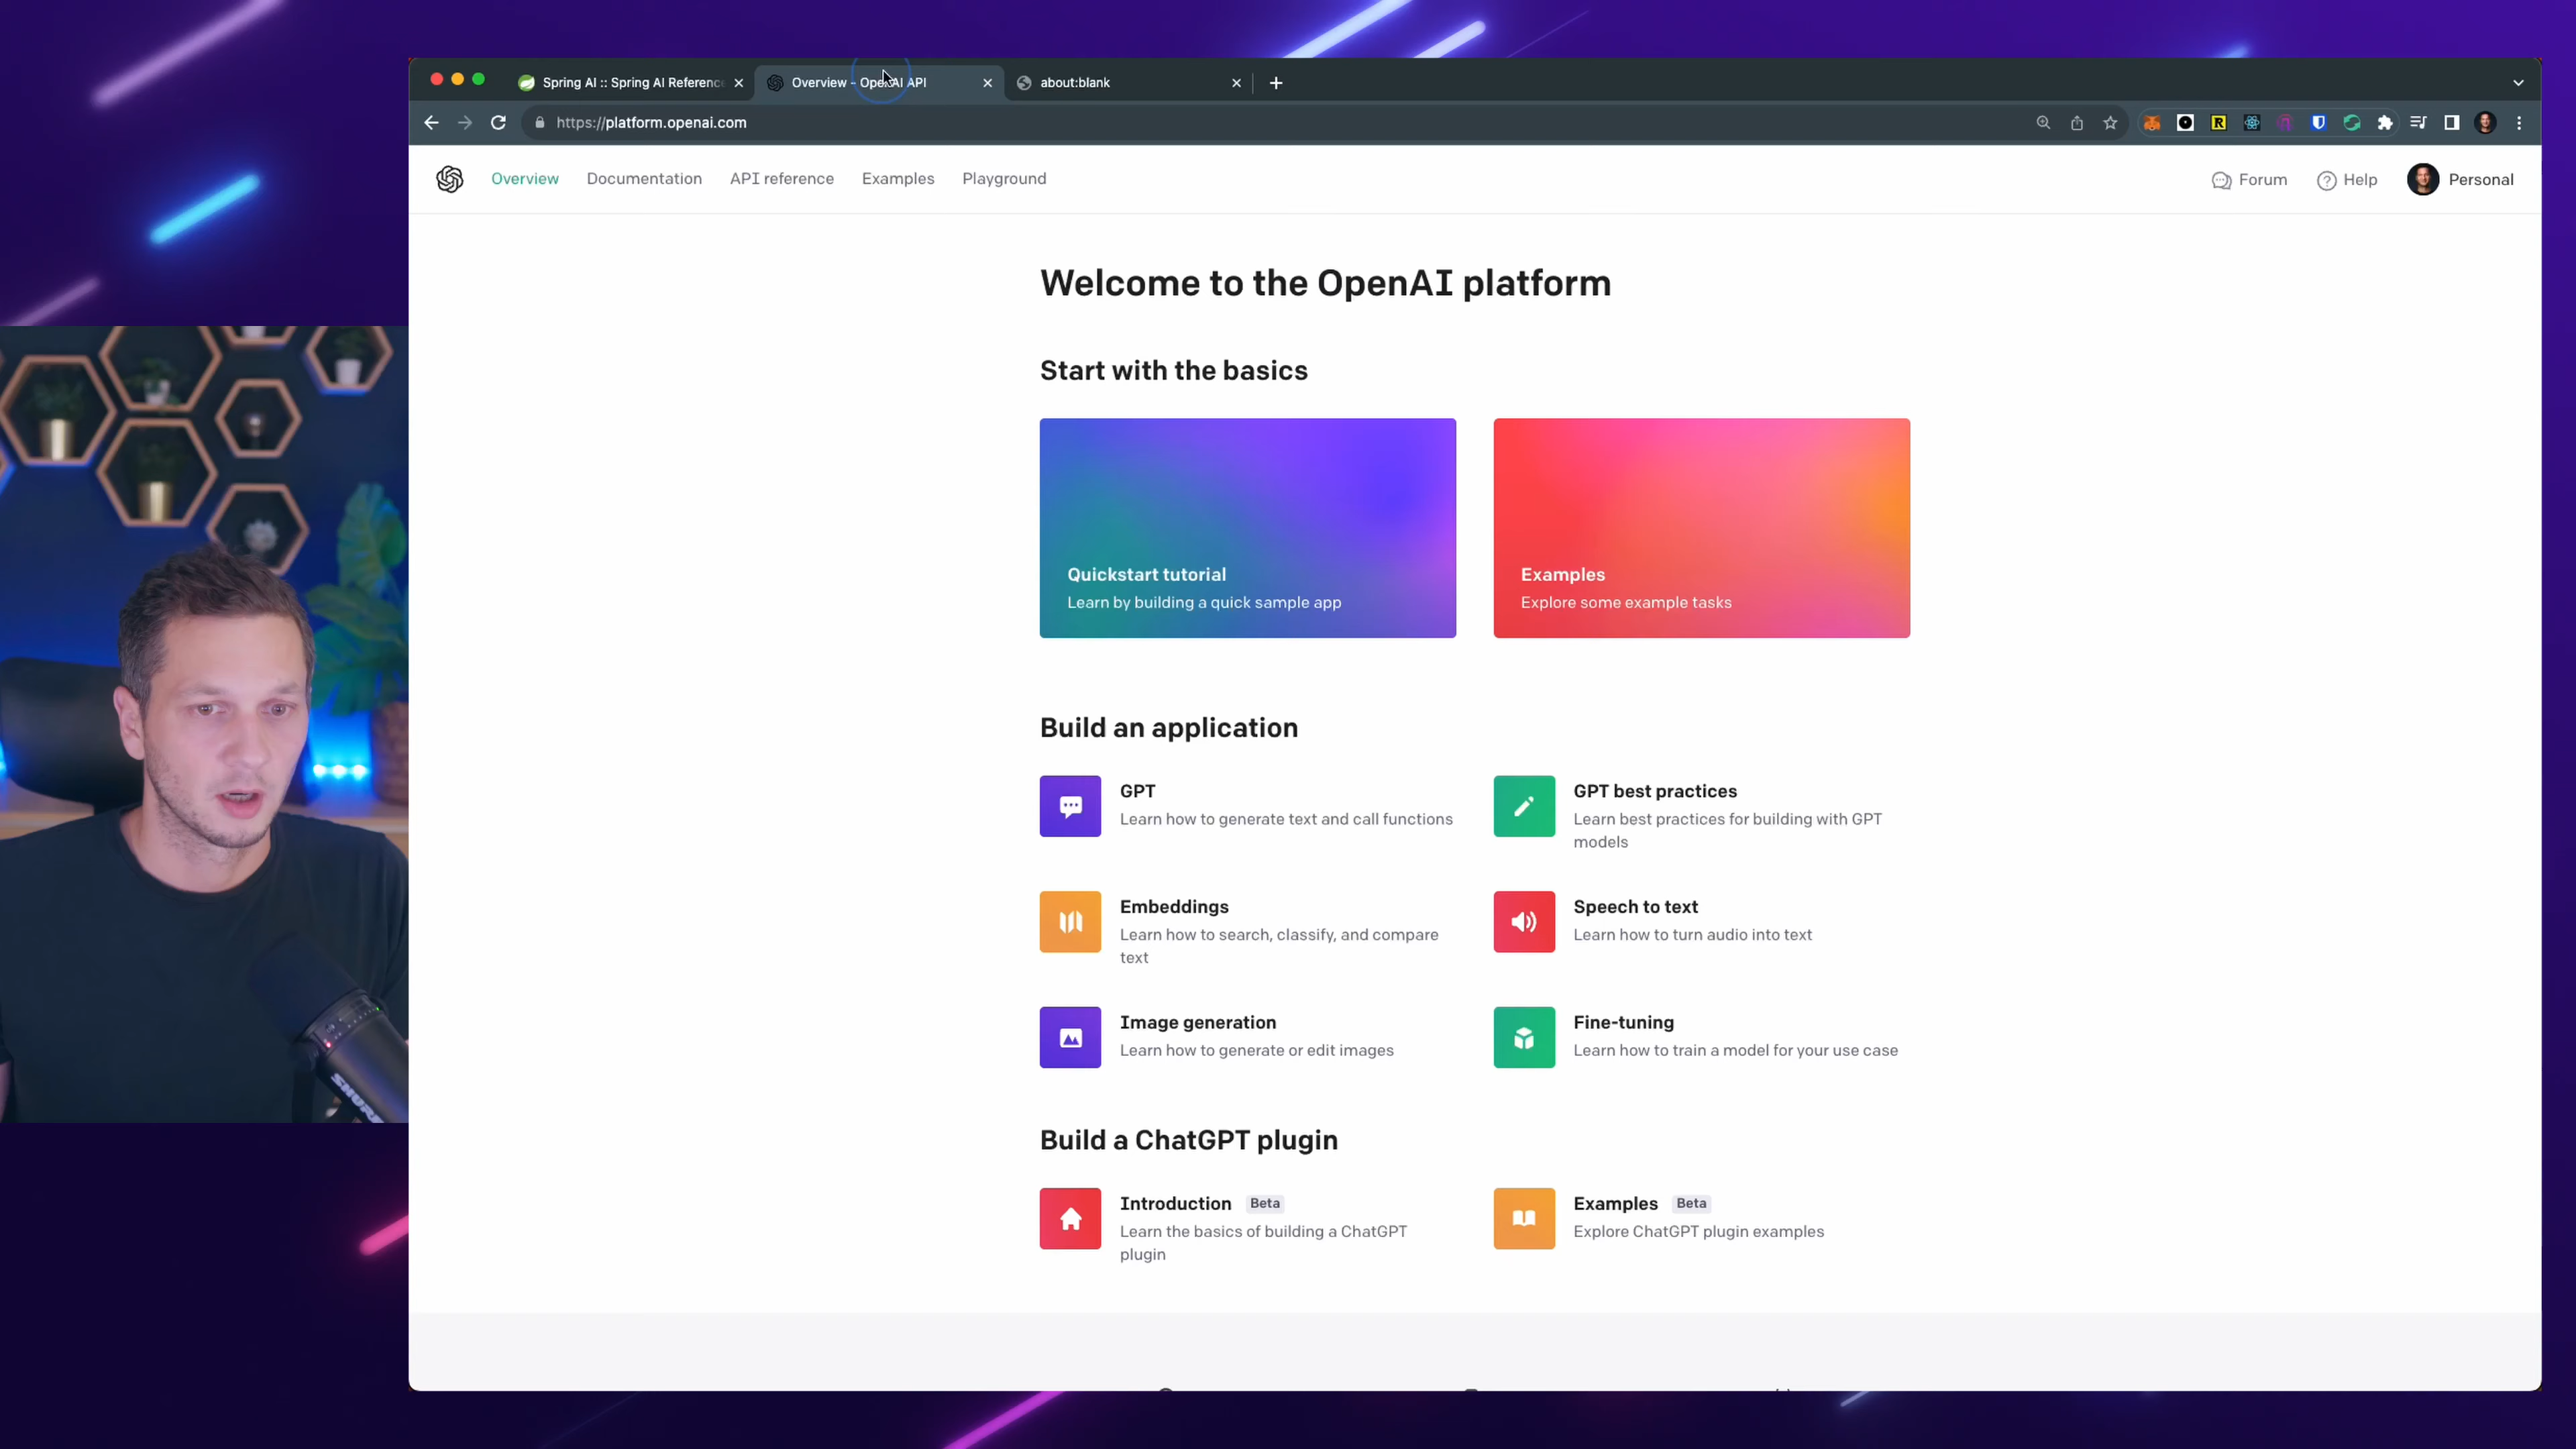 Spring AI :: Spring AI Reference
Overview - OpenAI API
about:blank
https://platform.openai.com
Overview
Documentation
API reference
Examples
Playground
Forum
Help
Personal
Welcome to the OpenAI platform
Start with the basics
Quickstart tutorial
Learn by building a quick sample app
Examples
Explore some example tasks
Build an application
GPT
Learn how to generate text and call functions
GPT best practices
Learn best practices for building with GPT
models
Embeddings
Learn how to search, classify, and compare
text
Speech to text
Learn how to turn audio into text
Image generation
Learn how to generate or edit images
Fine-tuning
Learn how to train a model for your use case
Build a ChatGPT plugin
Introduction Beta
Learn the basics of building a ChatGPT
plugin
Examples Beta
Explore ChatGPT plugin examples
SHURE